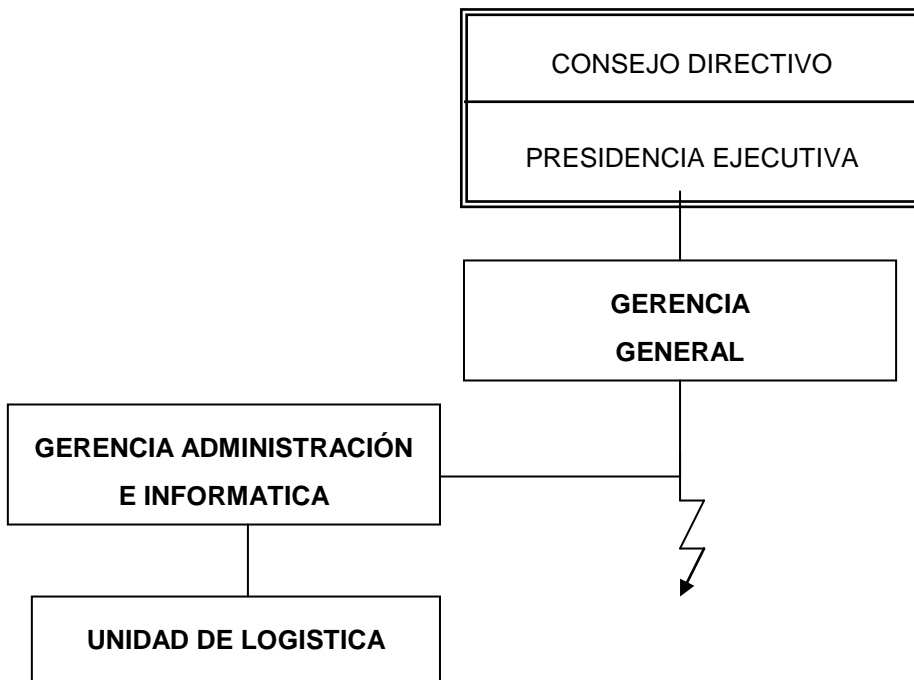 CONSEJO DIRECTIVO
PRESIDENCIA EJECUTIVA
GERENCIA
GENERAL
GERENCIA ADMINISTRACIÓN
E INFORMATICA
UNIDAD DE LOGISTICA